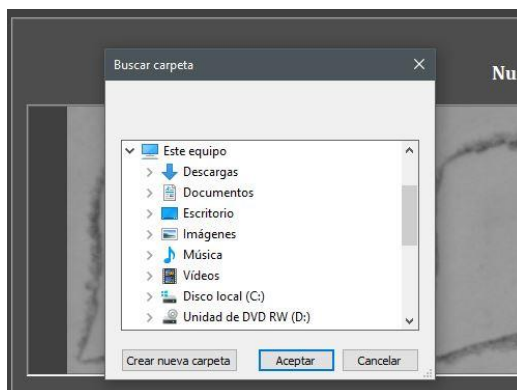 Buscar carpeta
Nu
Este equipo
Descargas
Documentos
Escritorio
Imágenes
Música
Vídeos
Disco local (C:)
Unidad de DVD RW (D:)
Crear nueva carpeta Aceptar Cancelar